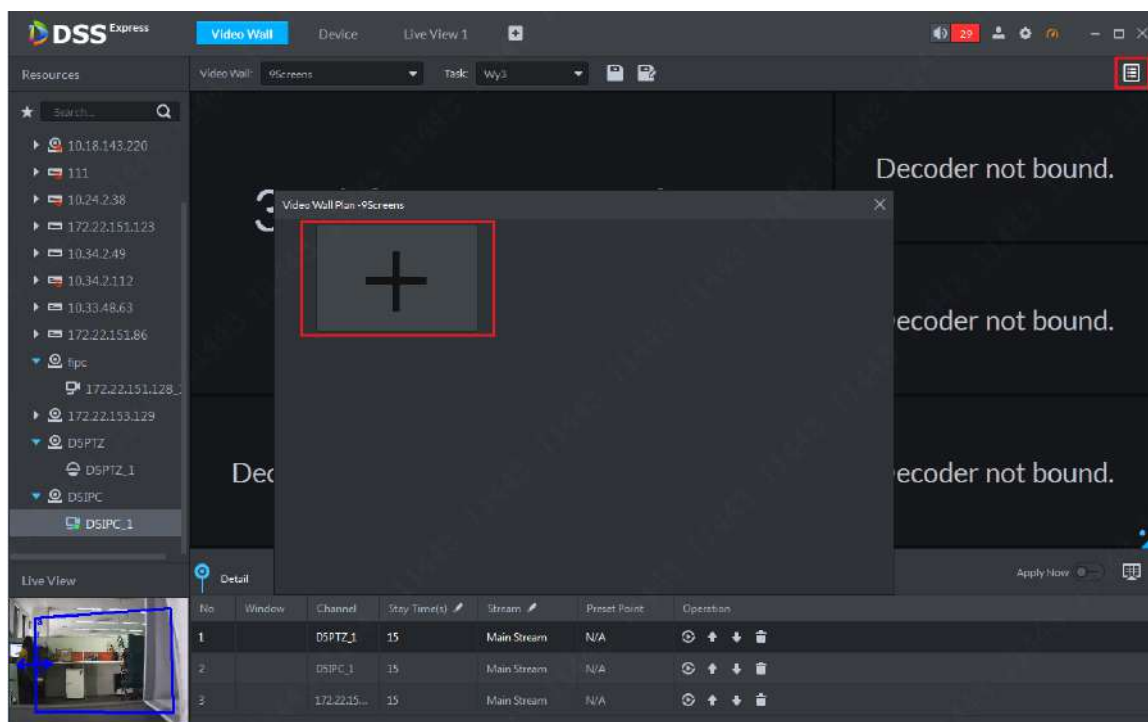 DSS Express
Video Wall
Device
Live View 1
29
Resources
Video Wall: 9Screens
Task: Wy3
Search...
10.18.143.220
111
10.24.2.38
172.22.151.123
10.34.2.49
10.34.2.112
10.33.48.63
172.22.151.86
fipc
172.22.151.128_
172.22.153.129
DSPTZ
DSPTZ_1
DSIPC
DSIPC_1
Decoder not bound.
3
Video Wall Plan -9Screens
ecoder not bound.
Dec
ecoder not bound.
Live View
Detail
Apply Now
No Window Channel Stay Time(s) Stream Preset Point Operation
1 DSPTZ_1 15 Main Stream N/A
2 DSIPC_1 15 Main Stream N/A
3 172.22.15... 15 Main Stream N/A